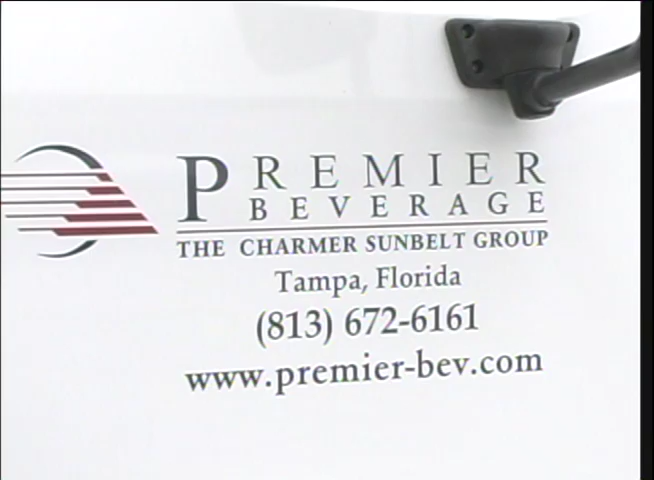 PREMIER
BEVERAGE
THE CHARMER SUNBELT GROUP
Tampa, Florida
(813) 672-6161
www.premier-bev.com